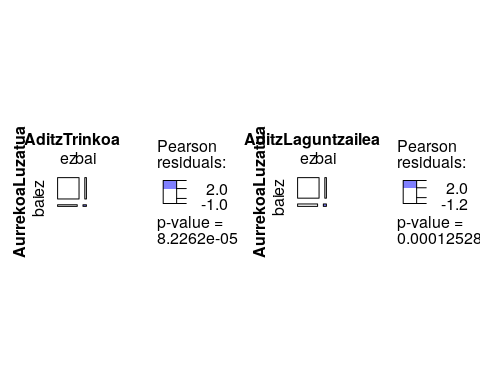 AditzTrinkoa
ez bai
AurrekoaLuzatua
bai ez
Pearson
residuals:
2.0
-1.0
p-value =
8.2262e-05
AditzLaguntzailea
ez bai
AurrekoaLuzatua
bai ez
Pearson
residuals:
2.0
-1.2
p-value =
0.00012528